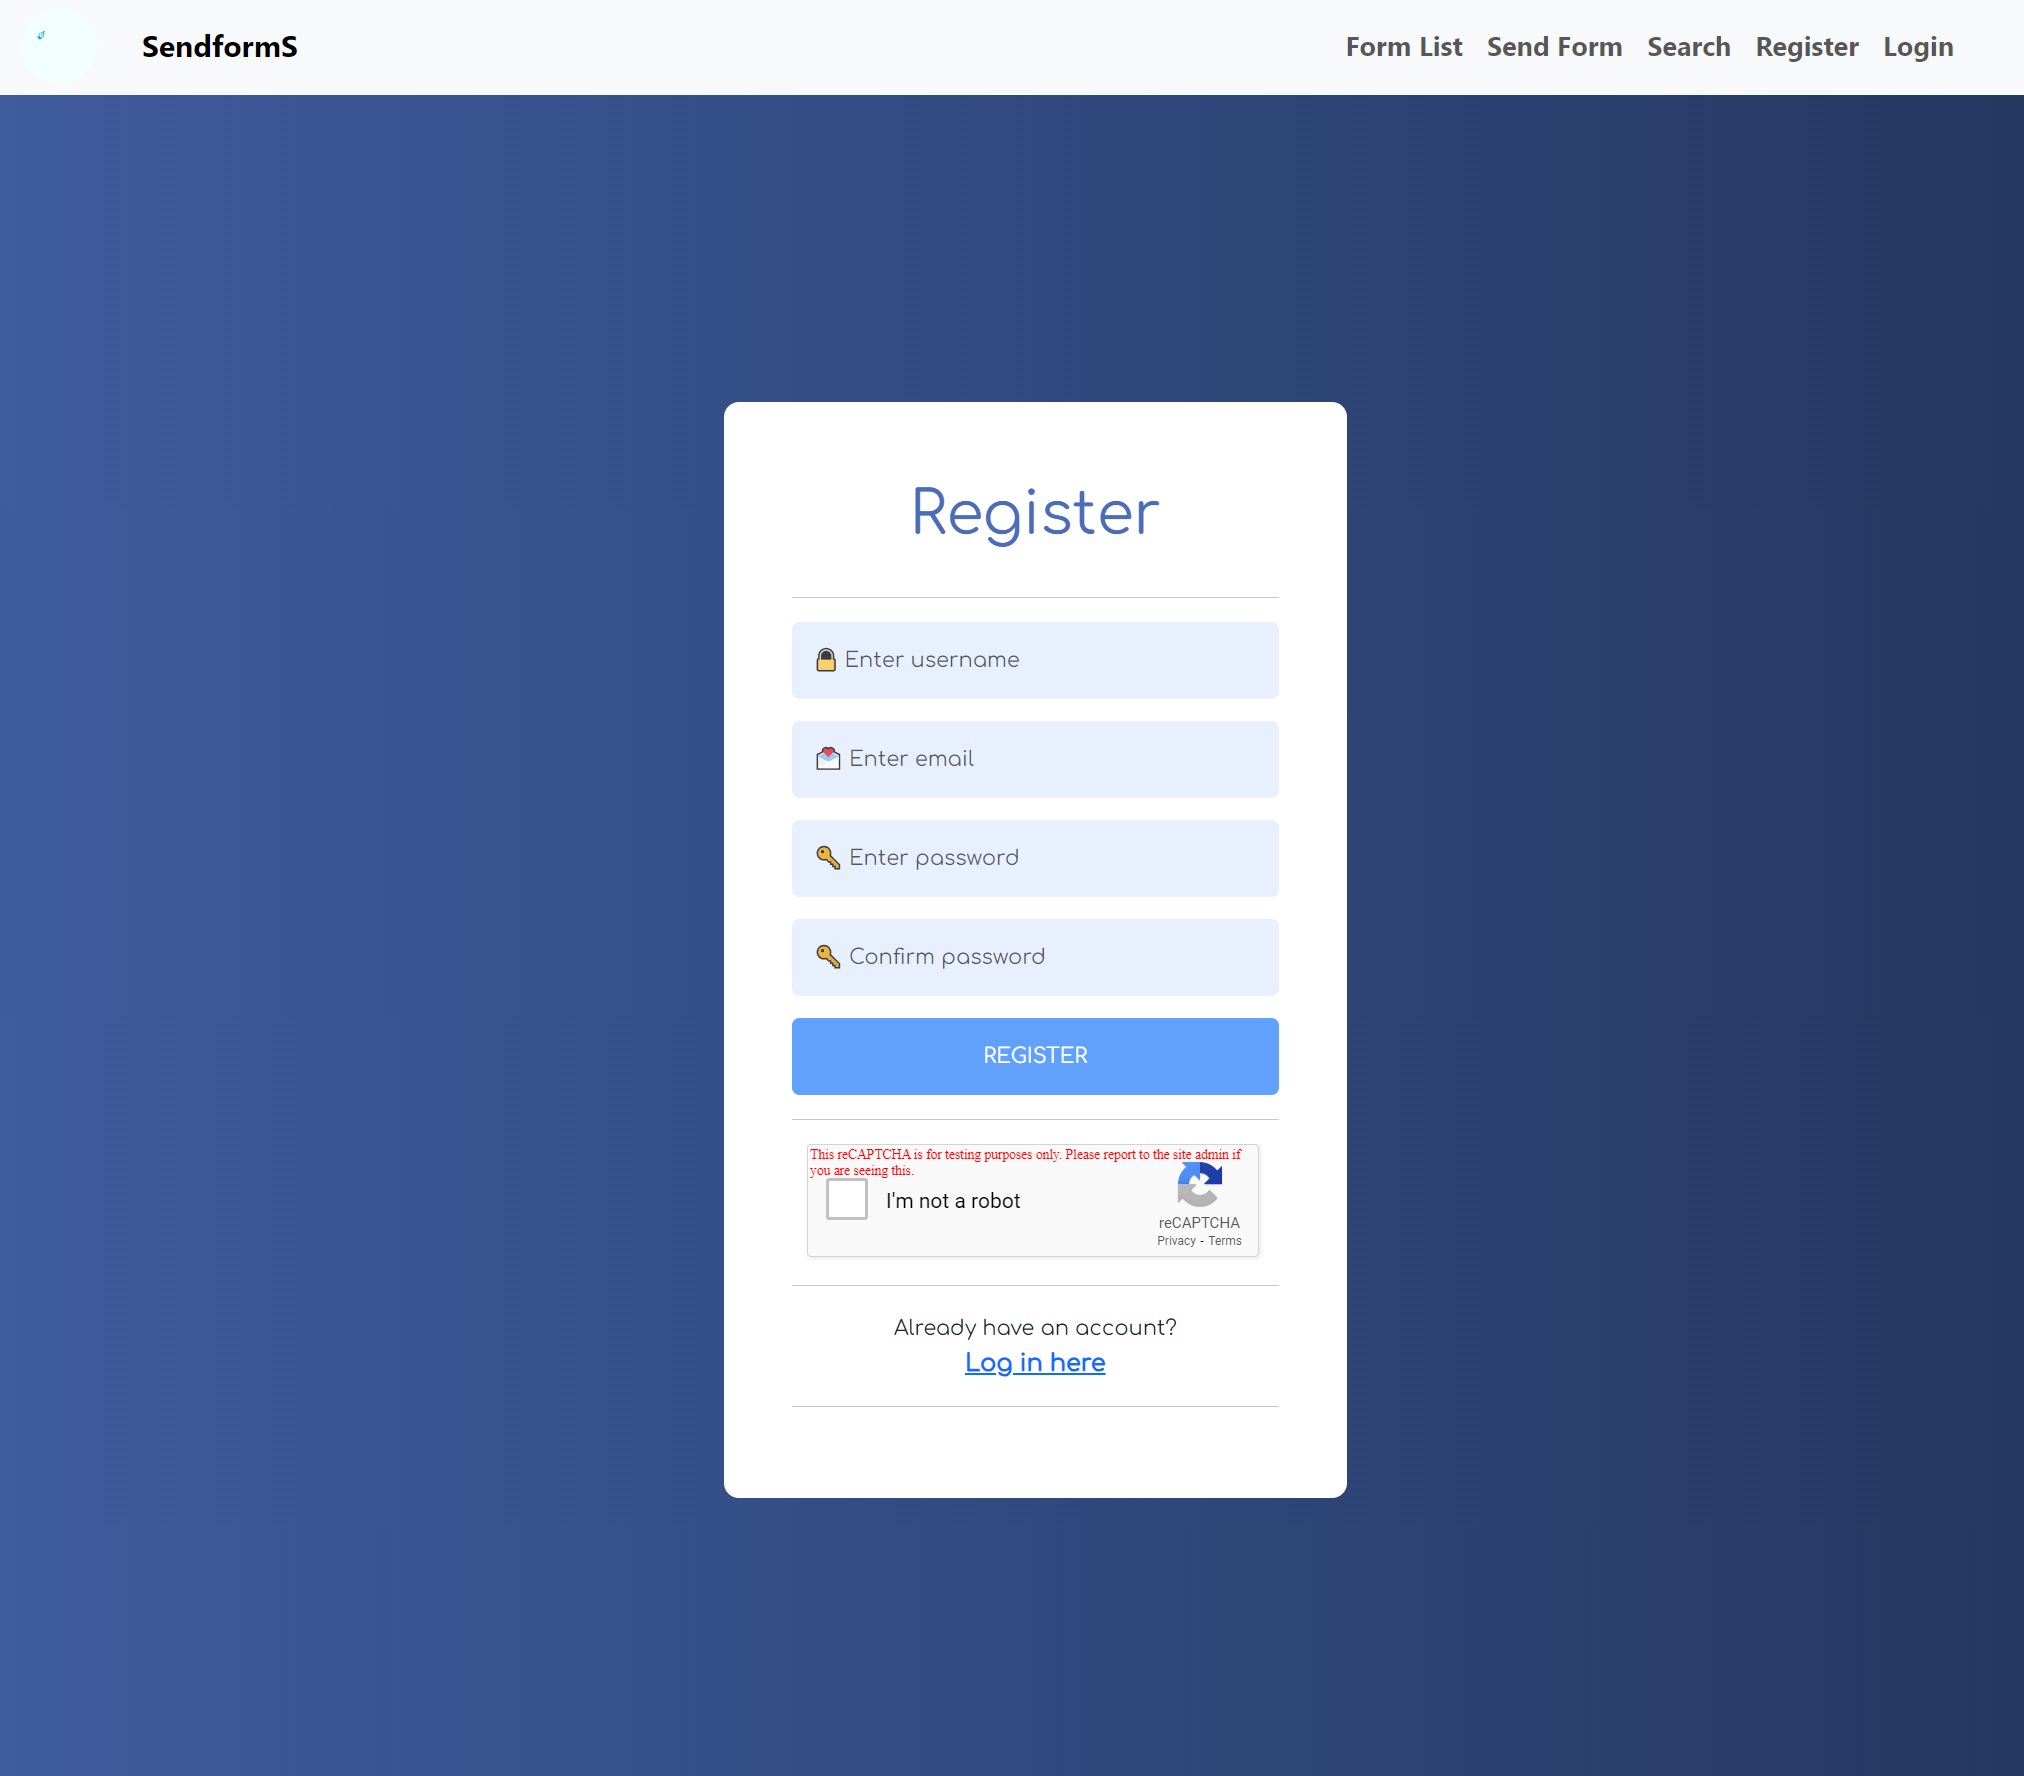 SendformS
Form List Send Form Search Register Login
Register
Enter username
Enter email
Enter password
Confirm password
REGISTER
This reCAPTCHA is for testing purposes only. Please report to the site admin if
you are seeing this.
I'm not a robot
reCAPTCHA
Privacy - Terms
Already have an account?
Log in here